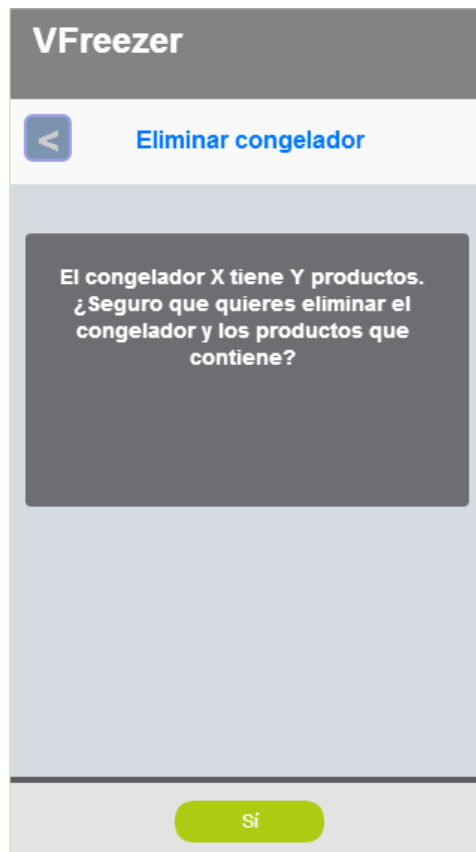 VFreezer
<
Eliminar congelador
El congelador X tiene Y productos.
¿Seguro que quieres eliminar el
congelador y los productos que
contiene?
Sí